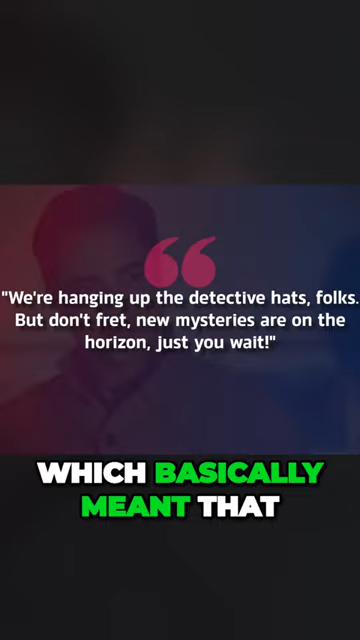 "We're hanging up the detective hats, folks.
But don't fret, new mysteries are on the
horizon, just you wait!"
WHICH BASICALLY
MEANT THAT